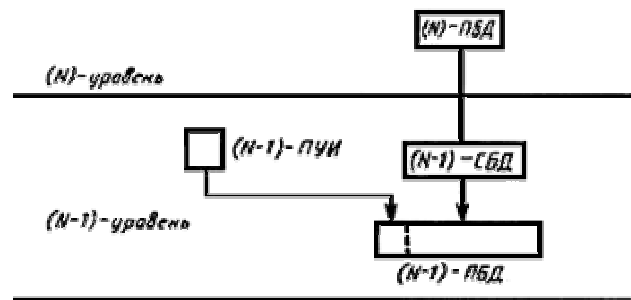 (N)-ПБД
(N)-уровень
(N-1)-ПУИ
(N-1)-СБД
(N-1)-уровень
(N-1)-ПБД